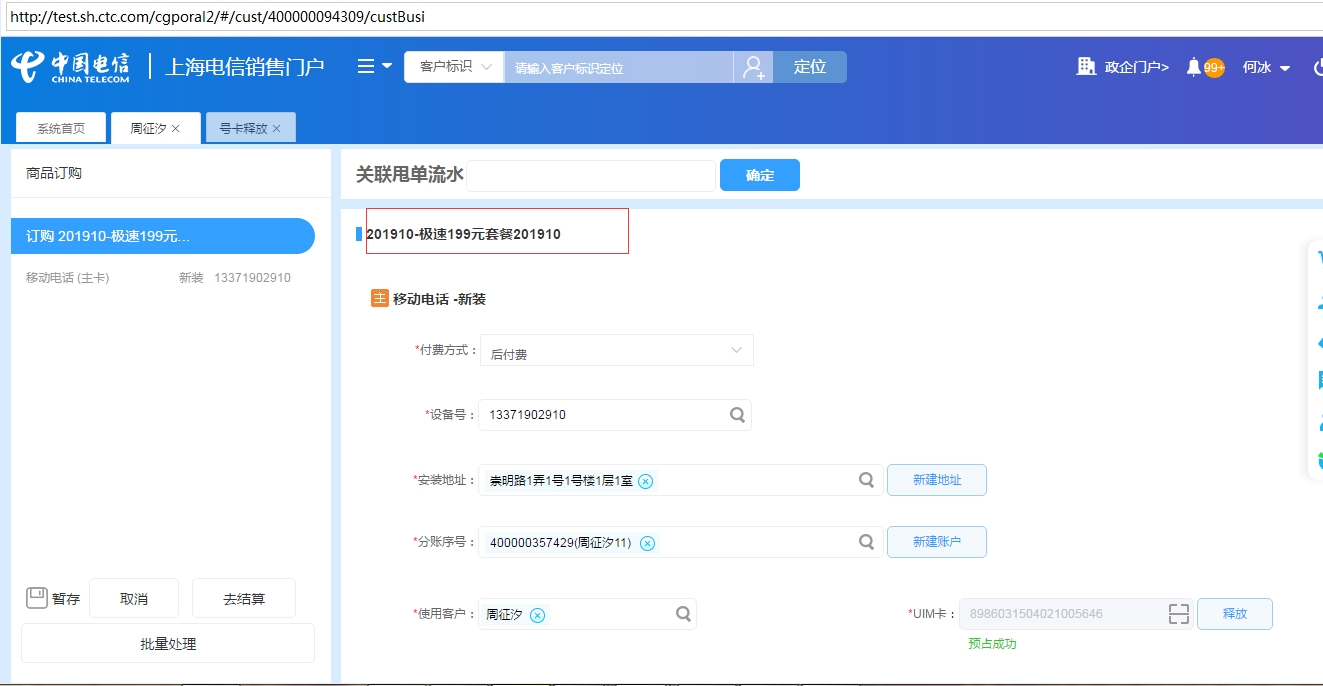 http://test.sh.ctc.com/cgporal2/#/cust/400000094309/custBusi
中国电信 CHINA TELECOM 上海电信销售门户 客户标识 请输入客户标识定位 定位 政企门户> 99+ 何冰
系统首页 周征汐 × 号卡释放 ×
商品订购
关联甩单流水 确定
订购 201910-极速199元...
201910-极速199元套餐201910
移动电话 (主卡) 新装 13371902910
主 移动电话 -新装
*付费方式： 后付费
*设备号： 13371902910
*安装地址： 崇明路1弄1号1号楼1层1室 新建地址
*分账序号： 400000357429(周征汐11) 新建账户
*使用客户： 周征汐 *UIM卡： 8986031504021005646 释放
预占成功
暂存 取消 去结算
批量处理